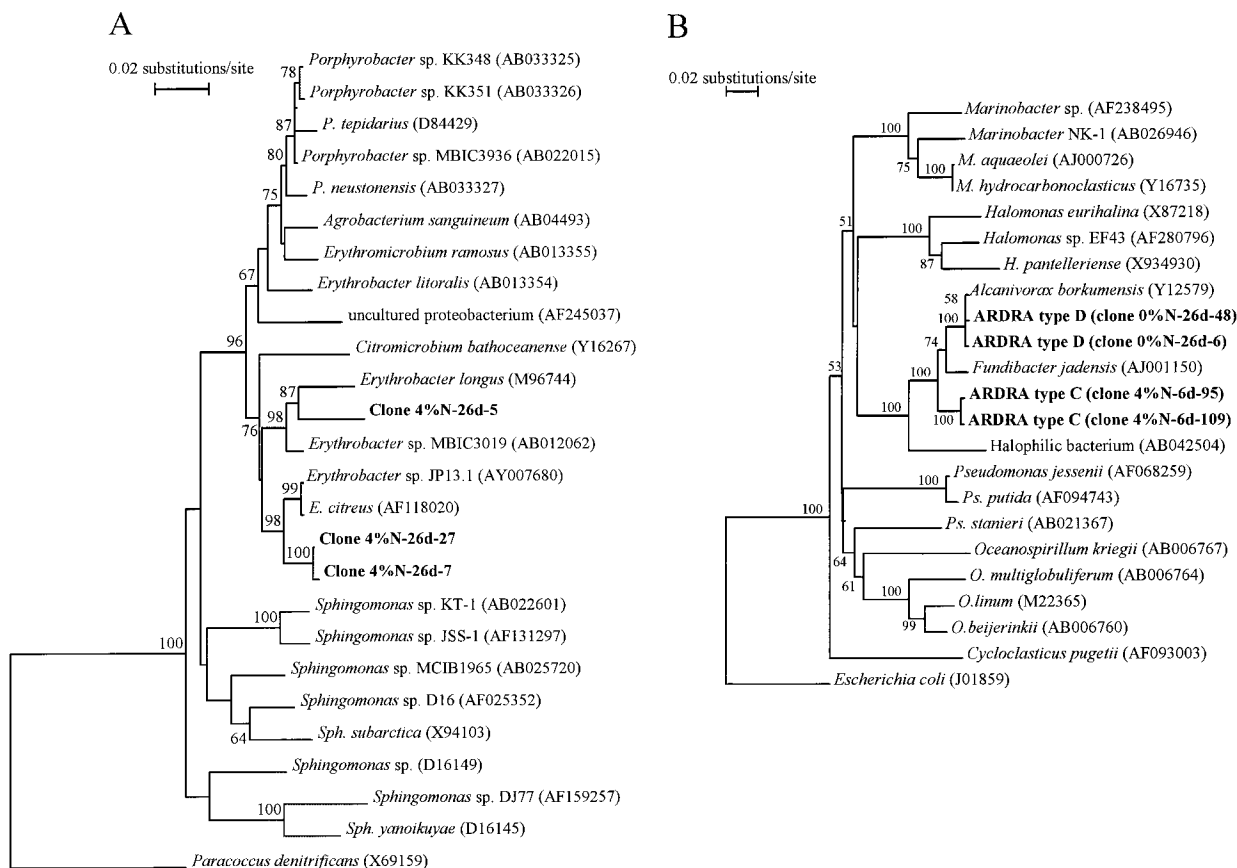 A
0.02 substitutions/site
Porphyrobacter sp. KK348 (AB033325)
78
Porphyrobacter sp. KK351 (AB033326)
87
P. tepidarius (D84429)
80
Porphyrobacter sp. MBIC3936 (AB022015)
75
P. neustonensis (AB033327)
Agrobacterium sanguineum (AB04493)
Erythromicrobium ramosus (AB013355)
67
Erythrobacter litoralis (AB013354)
uncultured proteobacterium (AF245037)
96
Citromicrobium bathoceanense (Y16267)
87
Erythrobacter longus (M96744)
98
Clone 4%N-26d-5
76
Erythrobacter sp. MBIC3019 (AB012062)
Erythrobacter sp. JP13.1 (AY007680)
99
E. citreus (AF118020)
98
Clone 4%N-26d-27
100
Clone 4%N-26d-7
Sphingomonas sp. KT-1 (AB022601)
100
Sphingomonas sp. JSS-1 (AF131297)
100
Sphingomonas sp. MCIB1965 (AB025720)
Sphingomonas sp. D16 (AF025352)
64
Sph. subarctica (X94103)
Sphingomonas sp. (D16149)
Sphingomonas sp. DJ77 (AF159257)
100
Sph. yanoikuyae (D16145)
Paracoccus denitrificans (X69159)
B
0.02 substitutions/site
Marinobacter sp. (AF238495)
100
Marinobacter NK-1 (AB026946)
75
M. aquaeolei (AJ000726)
100
M. hydrocarbonoclasticus (Y16735)
51
Halomonas eurihalina (X87218)
100
Halomonas sp. EF43 (AF280796)
87
H. pantelleriense (X934930)
Alcanivorax borkumensis (Y12579)
58
ARDRA type D (clone 0%N-26d-48)
100
ARDRA type D (clone 0%N-26d-6)
74
Fundibacter jadensis (AJ001150)
53
100
ARDRA type C (clone 4%N-6d-95)
100
100
ARDRA type C (clone 4%N-6d-109)
Halophilic bacterium (AB042504)
Pseudomonas jessenii (AF068259)
100
Ps. putida (AF094743)
100
Ps. stanieri (AB021367)
64
Oceanospirillum kriegii (AB006767)
61
O. multiglobuliferum (AB006764)
100
O.linum (M22365)
99
O.beijerinkii (AB006760)
Cycloclasticus pugetii (AF093003)
Escherichia coli (J01859)